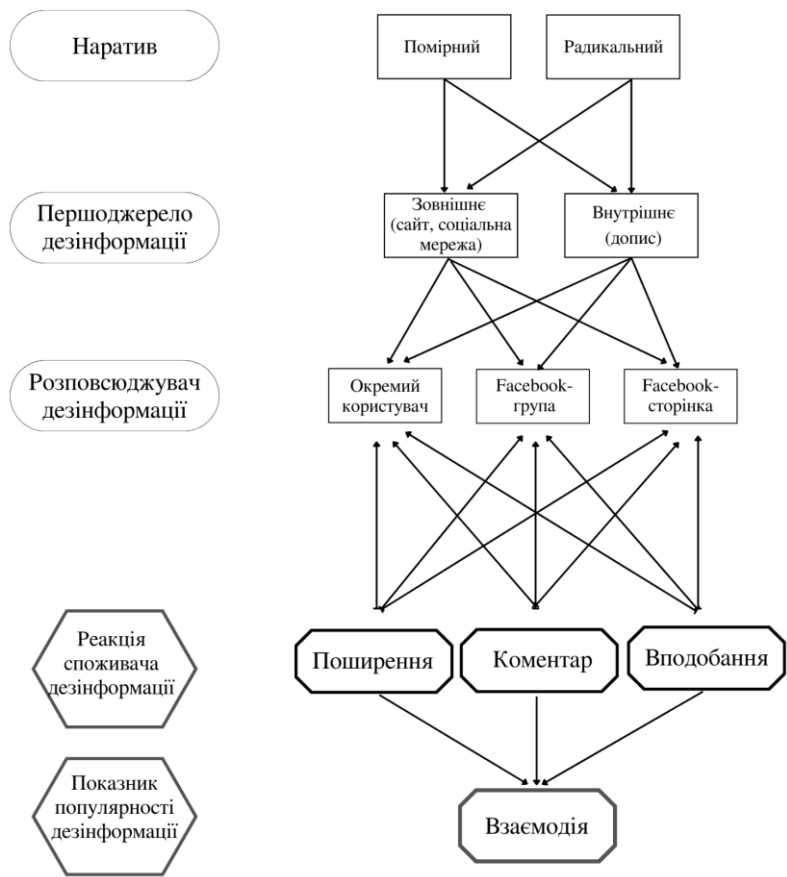 Наратив
Помірний
Радикальний
Першоджерело
дезінформації
Зовнішнє
(сайт, соціальна
мережа)
Внутрішнє
(допис)
Розповсюджувач
дезінформації
Окремий
користувач
Facebook-
група
Facebook-
сторінка
Реакція
споживача
дезінформації
Поширення
Коментар
Вподобання
Показник
популярності
дезінформації
Взаємодія